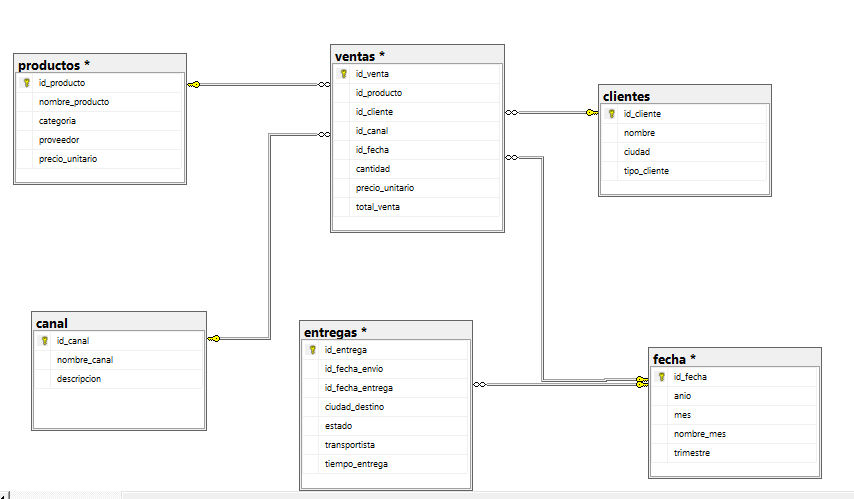 productos *
id_producto
nombre_producto
categoria
proveedor
precio_unitario
ventas *
id_venta
id_producto
id_cliente
id_canal
id_fecha
cantidad
precio_unitario
total_venta
clientes
id_cliente
nombre
ciudad
tipo_cliente
canal
id_canal
nombre_canal
descripcion
entregas *
id_entrega
id_fecha_envio
id_fecha_entrega
ciudad_destino
estado
transportista
tiempo_entrega
fecha *
id_fecha
anio
mes
nombre_mes
trimestre